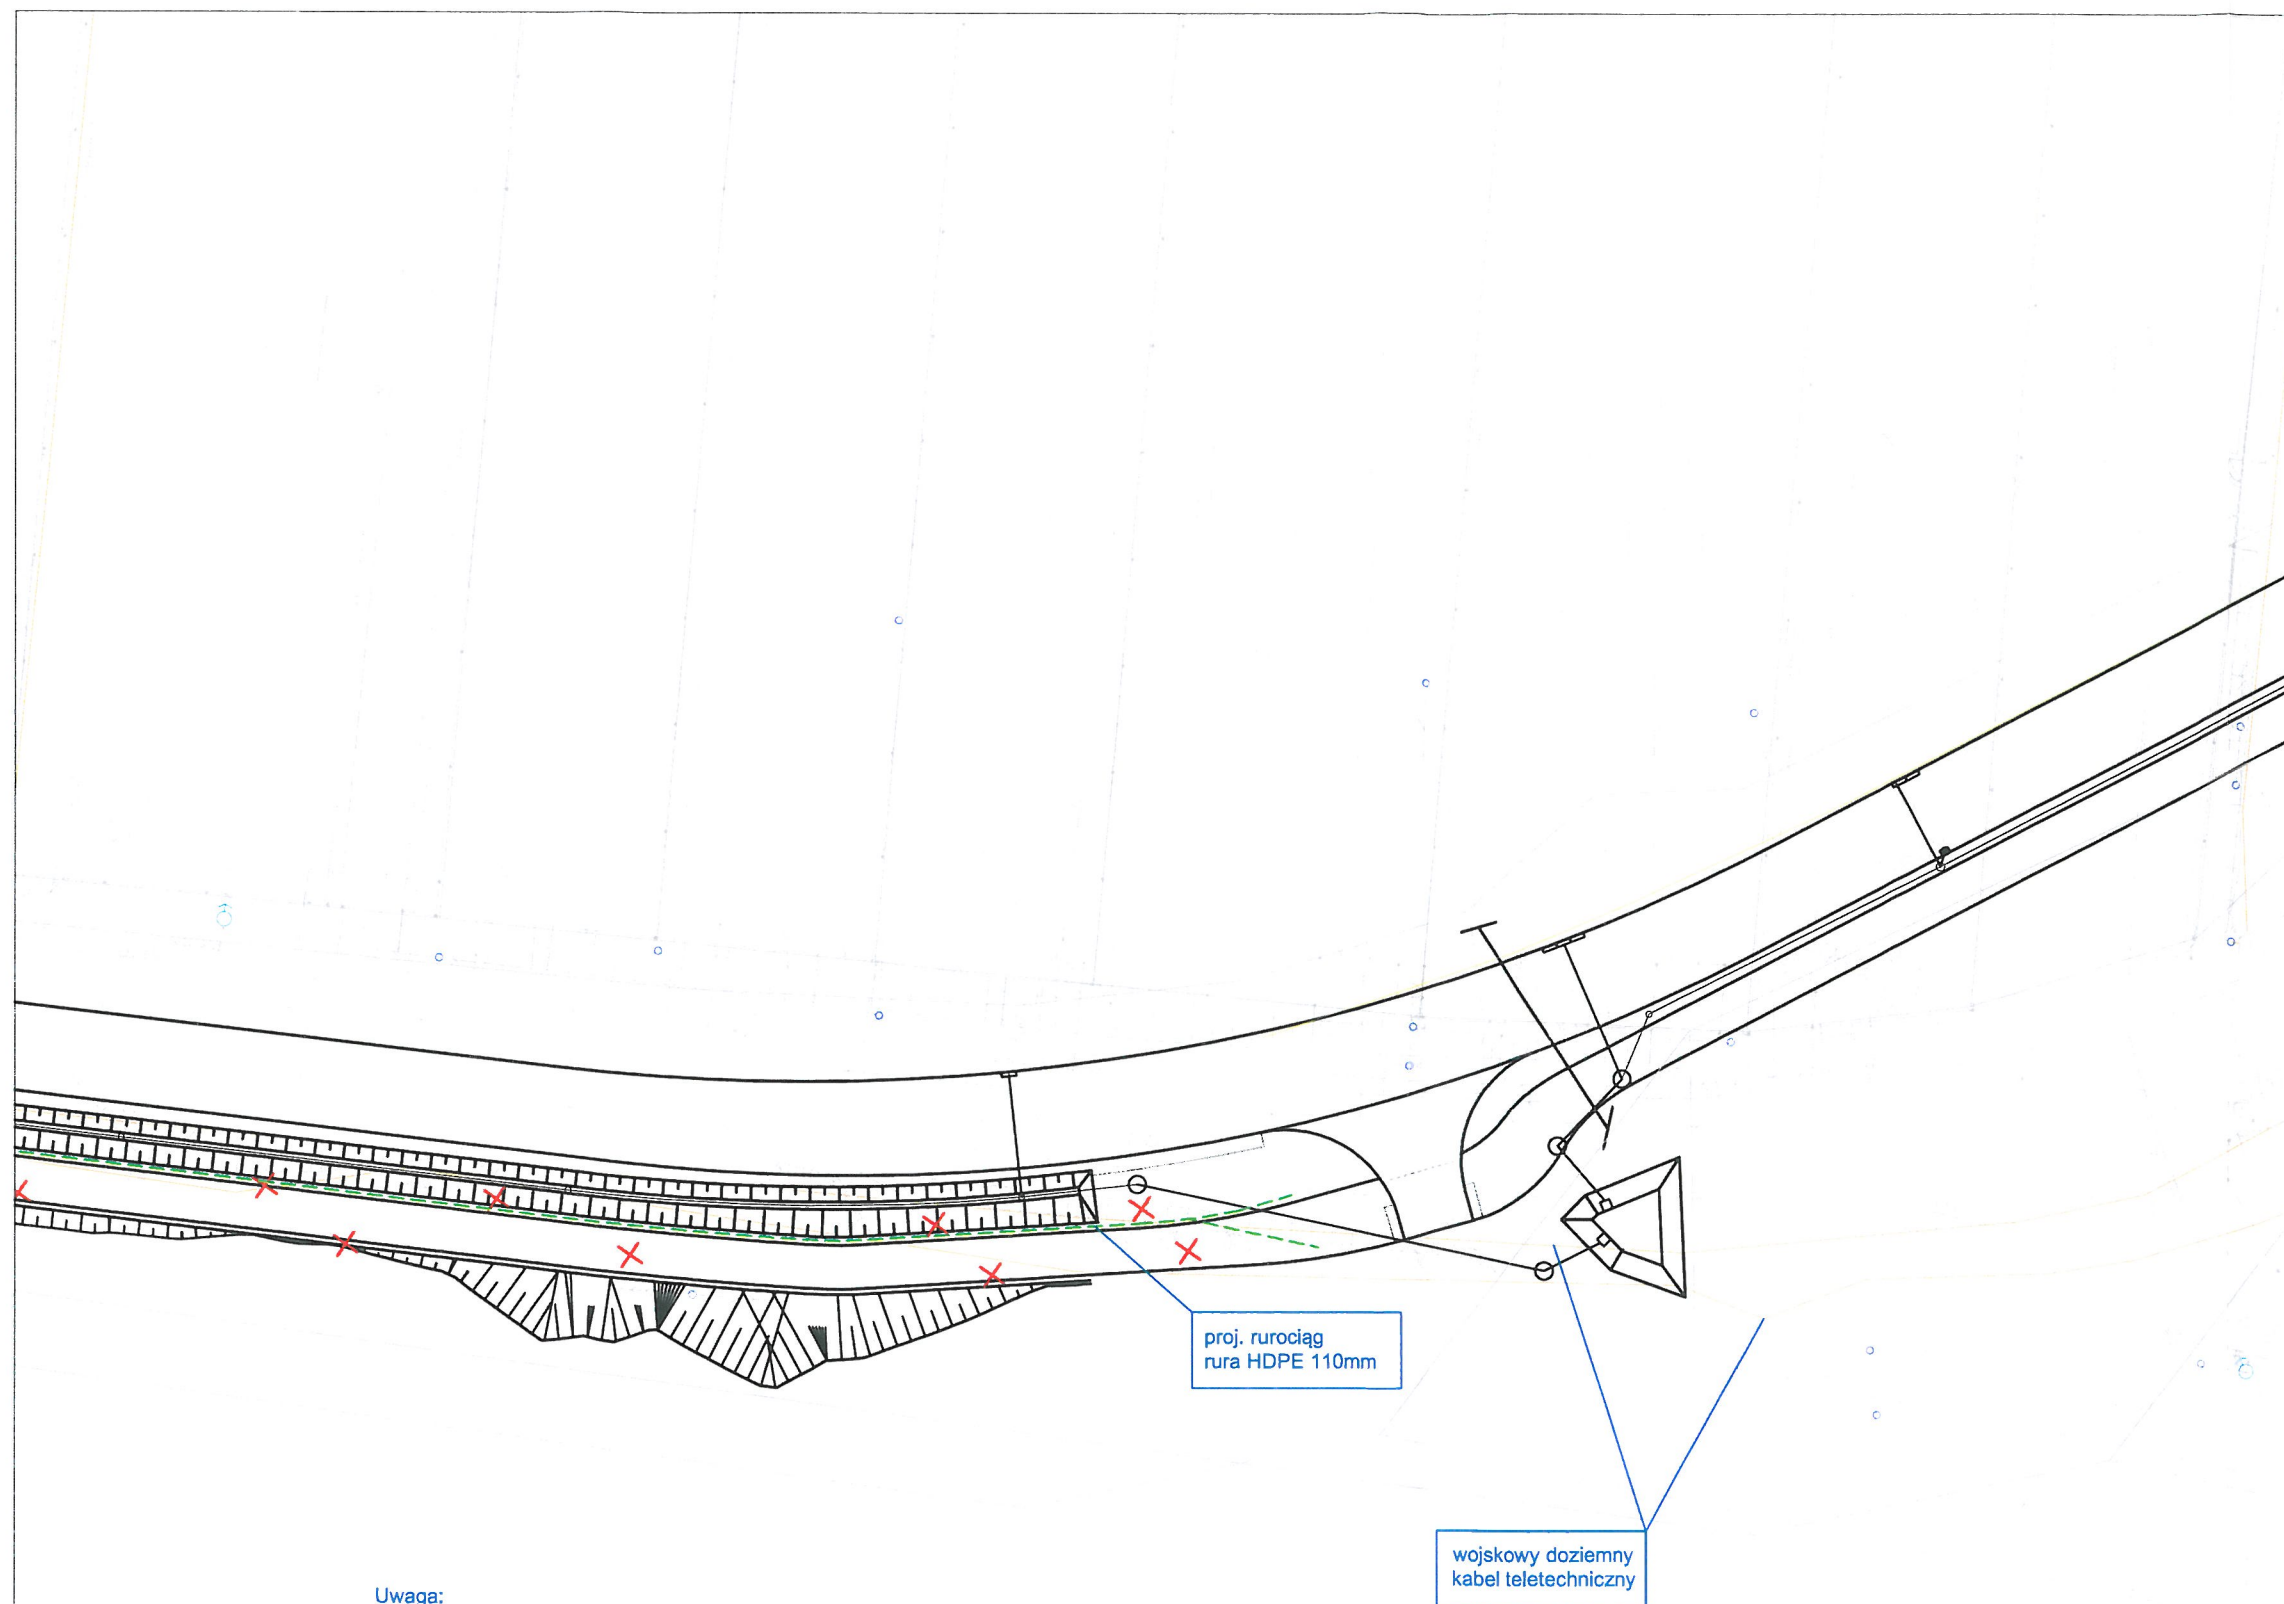 proj. rurociąg
rura HDPE 110mm
wojskowy doziemny
kabel teletechniczny
Uwaga: